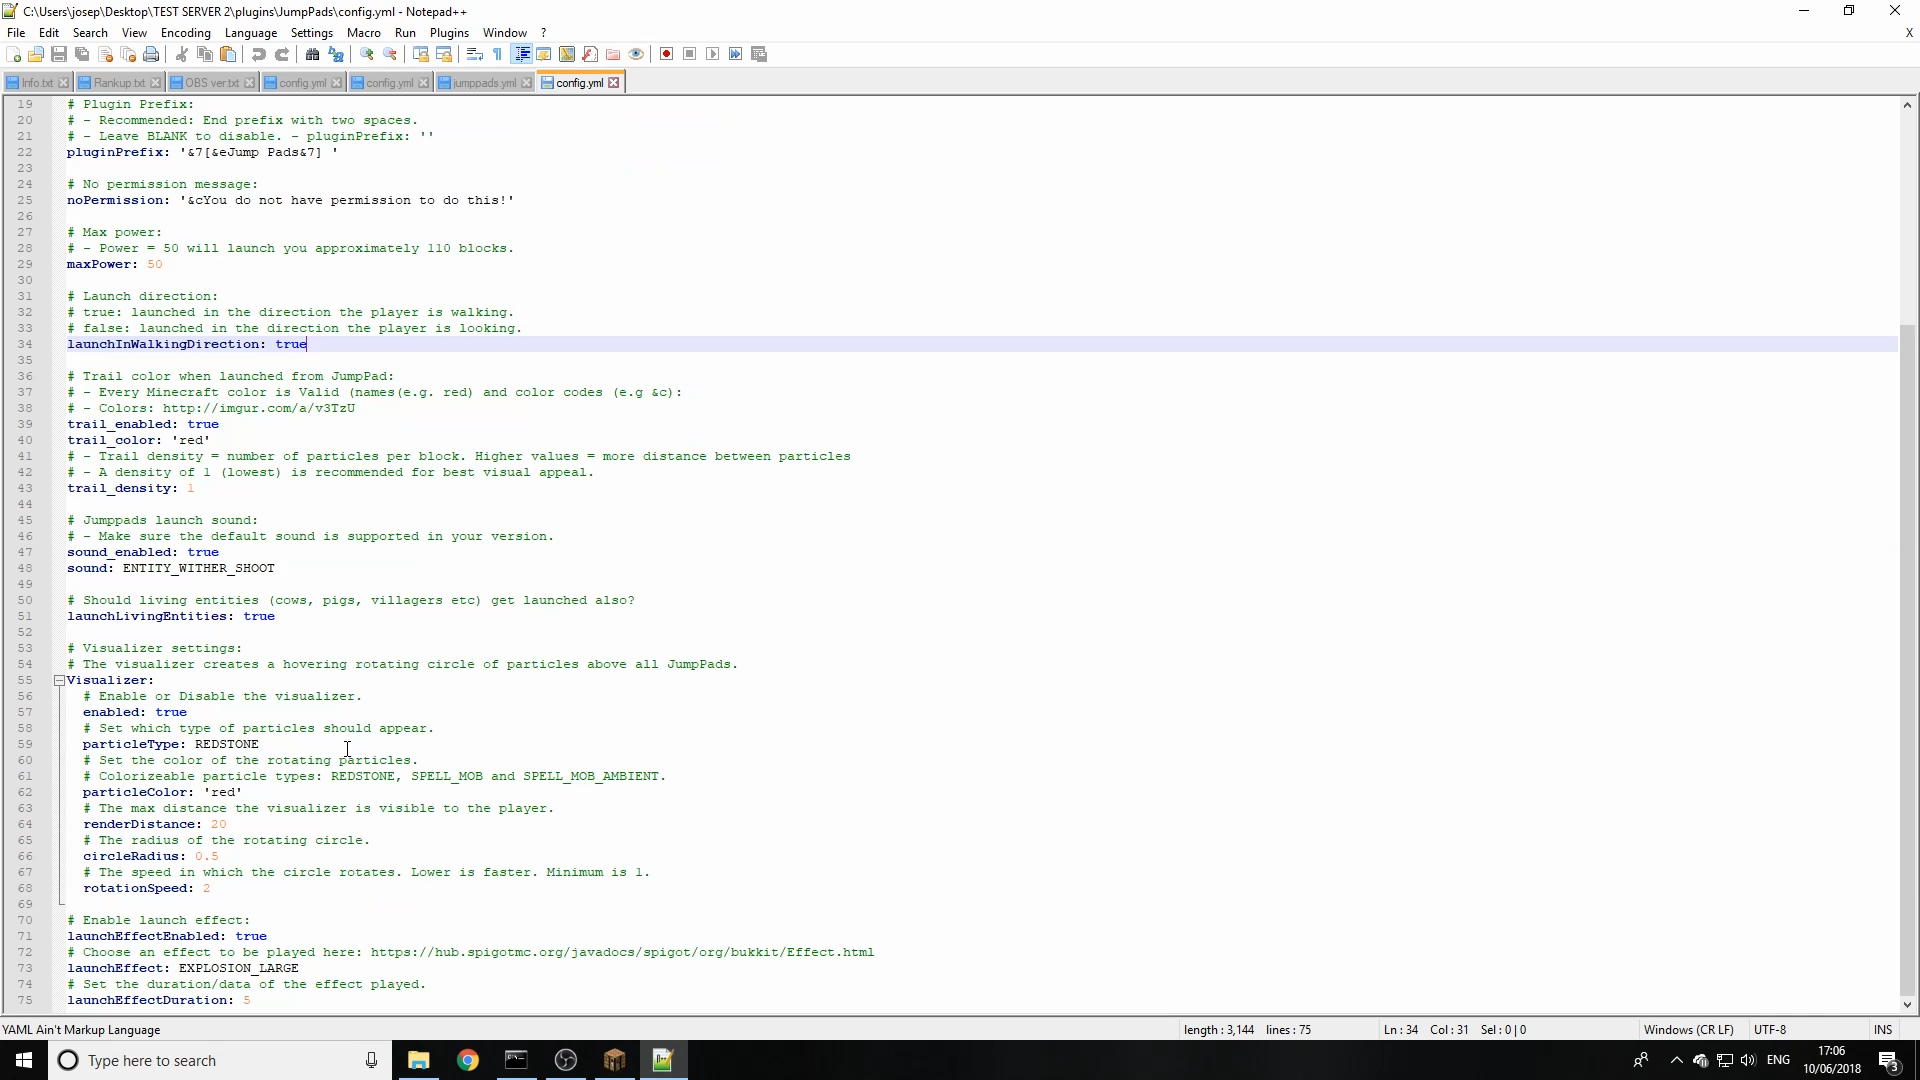 C:\Users\josep\Desktop\TEST SERVER 2\plugins\JumpPads\config.yml - Notepad++
File Edit Search View Encoding Language Settings Macro Run Plugins Window ? X
Info.txt Rankup.txt OBS ver.txt config.yml config.yml jumppads.yml config.yml
19 # Plugin Prefix:
20 # - Recommended: End prefix with two spaces.
21 # - Leave BLANK to disable. - pluginPrefix: ''
22 pluginPrefix: '&7[&eJump Pads&7] '
23
24 # No permission message:
25 noPermission: '&cYou do not have permission to do this!'
26
27 # Max power:
28 # - Power = 50 will launch you approximately 110 blocks.
29 maxPower: 50
30
31 # Launch direction:
32 # true: launched in the direction the player is walking.
33 # false: launched in the direction the player is looking.
34 launchInWalkingDirection: true
35
36 # Trail color when launched from JumpPad:
37 # - Every Minecraft color is Valid (names(e.g. red) and color codes (e.g &c):
38 # - Colors: http://imgur.com/a/v3TzU
39 trail_enabled: true
40 trail_color: 'red'
41 # - Trail density = number of particles per block. Higher values = more distance between particles
42 # - A density of 1 (lowest) is recommended for best visual appeal.
43 trail_density: 1
44
45 # Jumppads launch sound:
46 # - Make sure the default sound is supported in your version.
47 sound_enabled: true
48 sound: ENTITY_WITHER_SHOOT
49
50 # Should living entities (cows, pigs, villagers etc) get launched also?
51 launchLivingEntities: true
52
53 # Visualizer settings:
54 # The visualizer creates a hovering rotating circle of particles above all JumpPads.
55 Visualizer:
56 # Enable or Disable the visualizer.
57 enabled: true
58 # Set which type of particles should appear.
59 particleType: REDSTONE
60 # Set the color of the rotating particles.
61 # Colorizeable particle types: REDSTONE, SPELL_MOB and SPELL_MOB_AMBIENT.
62 particleColor: 'red'
63 # The max distance the visualizer is visible to the player.
64 renderDistance: 20
65 # The radius of the rotating circle.
66 circleRadius: 0.5
67 # The speed in which the circle rotates. Lower is faster. Minimum is 1.
68 rotationSpeed: 2
69
70 # Enable launch effect:
71 launchEffectEnabled: true
72 # Choose an effect to be played here: https://hub.spigotmc.org/javadocs/spigot/org/bukkit/Effect.html
73 launchEffect: EXPLOSION_LARGE
74 # Set the duration/data of the effect played.
75 launchEffectDuration: 5
YAML Ain't Markup Language length : 3,144 lines : 75 Ln : 34 Col : 31 Sel : 0 | 0 Windows (CR LF) UTF-8 INS
Type here to search ENG 17:06
10/06/2018 3